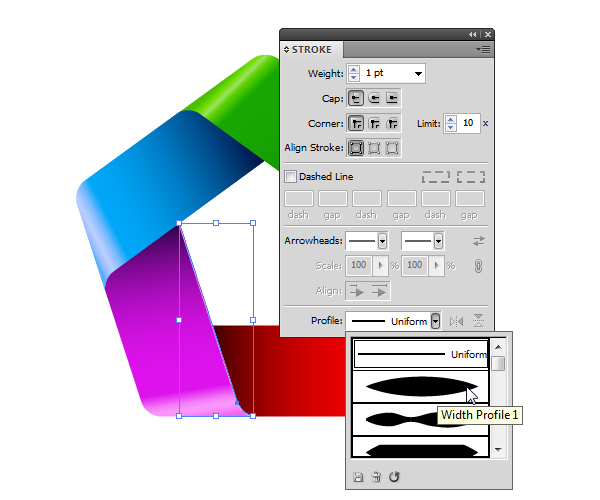 STROKE
Weight: 1 pt
Cap:
Corner: Limit: 10 x
Align Stroke:
Dashed Line
dash gap dash gap dash gap
Arrowheads:
Scale: 100 % 100 %
Align:
Profile: Uniform
Uniform
Width Profile 1